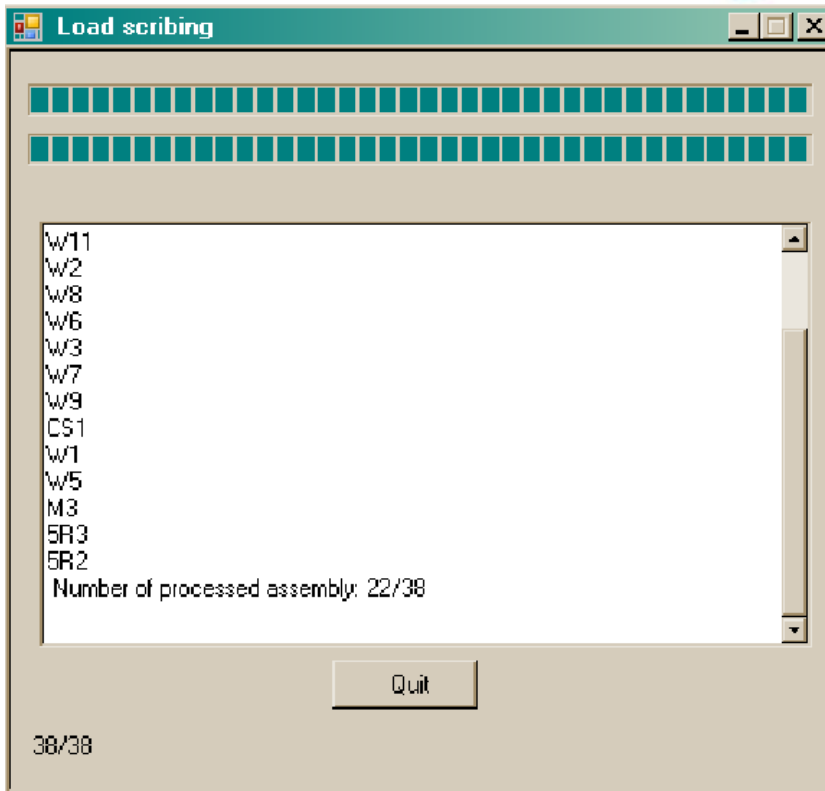 Load scribing
W11
W2
W8
W6
W3
W7
W9
CS1
W1
W5
M3
5R3
5R2
Number of processed assembly: 22/38
Quit
38/38